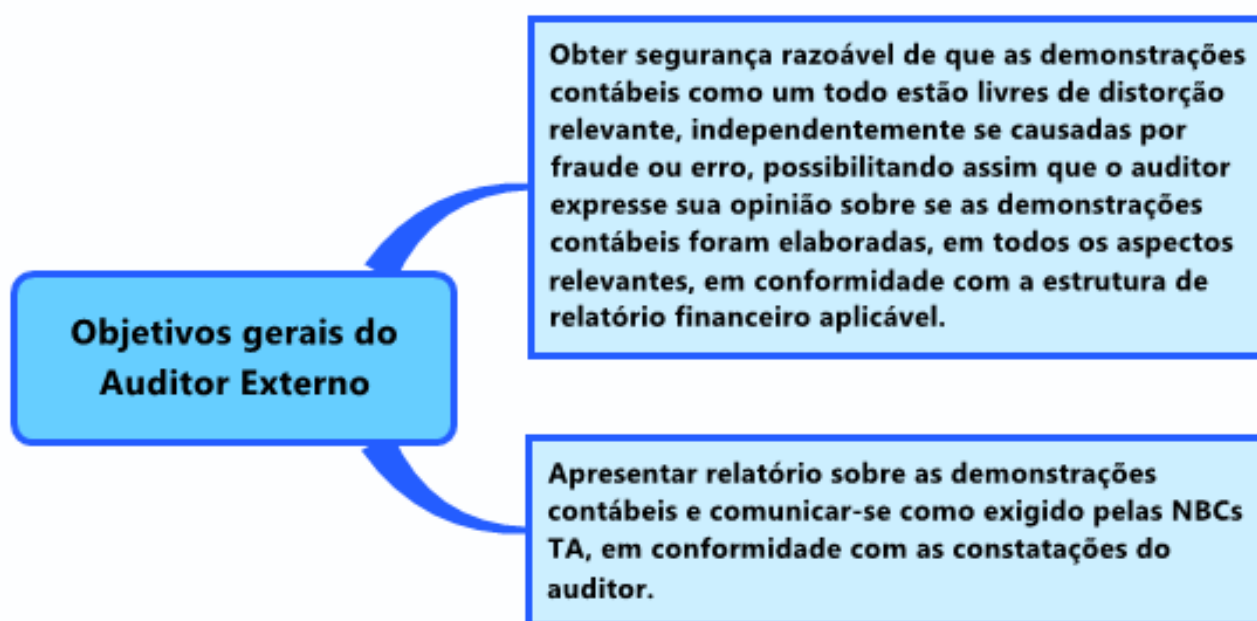 Obter segurança razoável de que as demonstrações
contábeis como um todo estão livres de distorção
relevante, independentemente se causadas por
fraude ou erro, possibilitando assim que o auditor
expresse sua opinião sobre se as demonstrações
contábeis foram elaboradas, em todos os aspectos
relevantes, em conformidade com a estrutura de
relatório financeiro aplicável.
Objetivos gerais do
Auditor Externo
Apresentar relatório sobre as demonstrações
contábeis e comunicar-se como exigido pelas NBCs
TA, em conformidade com as constatações do
auditor.